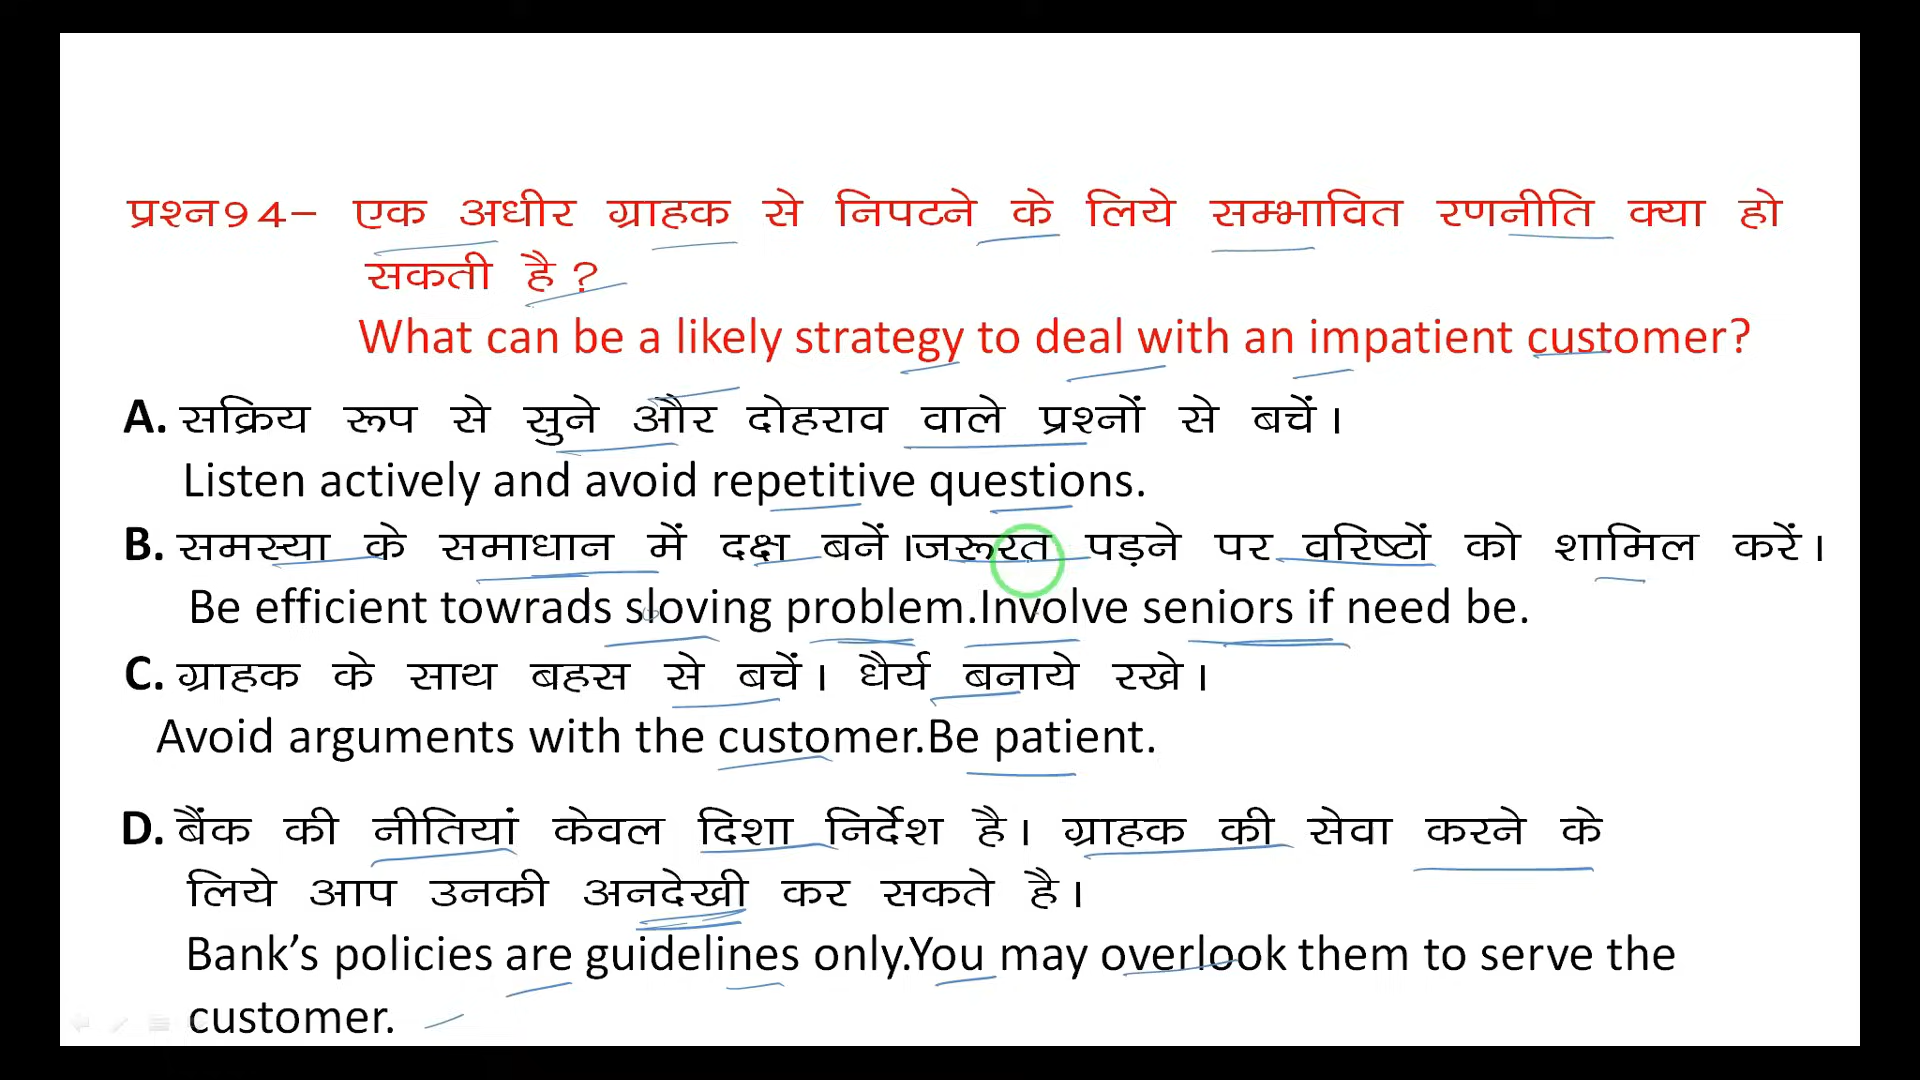 प्रश्न94– एक अधीर ग्राहक से निपटने के लिये सम्भावित रणनीति क्या हो
सकती है ?
What can be a likely strategy to deal with an impatient customer?
A. सक्रिय रूप से सुने और दोहराव वाले प्रश्नों से बचें।
Listen actively and avoid repetitive questions.
B. समस्या के समाधान में दक्ष बनें।जरूरत पड़ने पर वरिष्टों को शामिल करें।
Be efficient towrads sloving problem.Involve seniors if need be.
C. ग्राहक के साथ बहस से बचें। धैर्य बनाये रखे।
Avoid arguments with the customer.Be patient.
D. बैंक की नीतियां केवल दिशा निर्देश है। ग्राहक की सेवा करने के
लिये आप उनकी अनदेखी कर सकते है।
Bank’s policies are guidelines only.You may overlook them to serve the
customer.